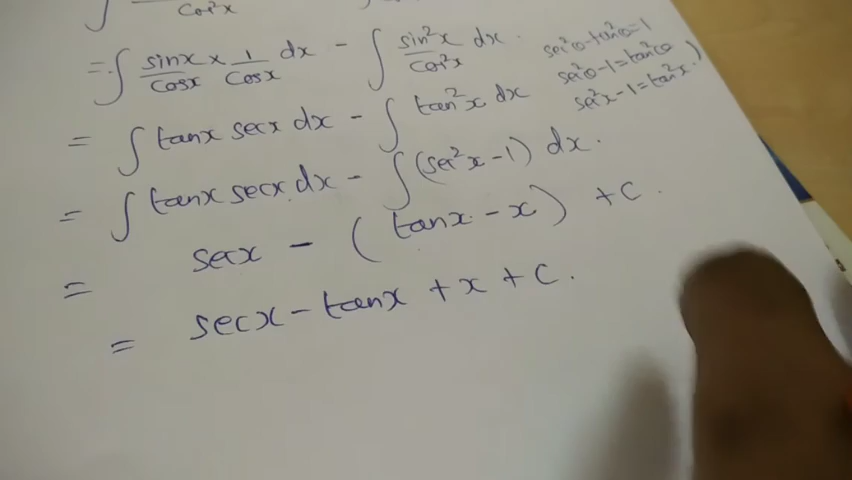 ∫ cos²x ∫
= ∫ sinx/cosx × 1/cosx dx − ∫ sin²x/cos²x dx.
= ∫ tanx secx dx − ∫ tan²x dx
= ∫ tanx secx dx − ∫ (sec²x − 1) dx.
= secx − (tanx − x) + C.
= secx − tanx + x + C.
sec²θ − tan²θ = 1
sec²θ − 1 = tan²θ
sec²x − 1 = tan²x.)